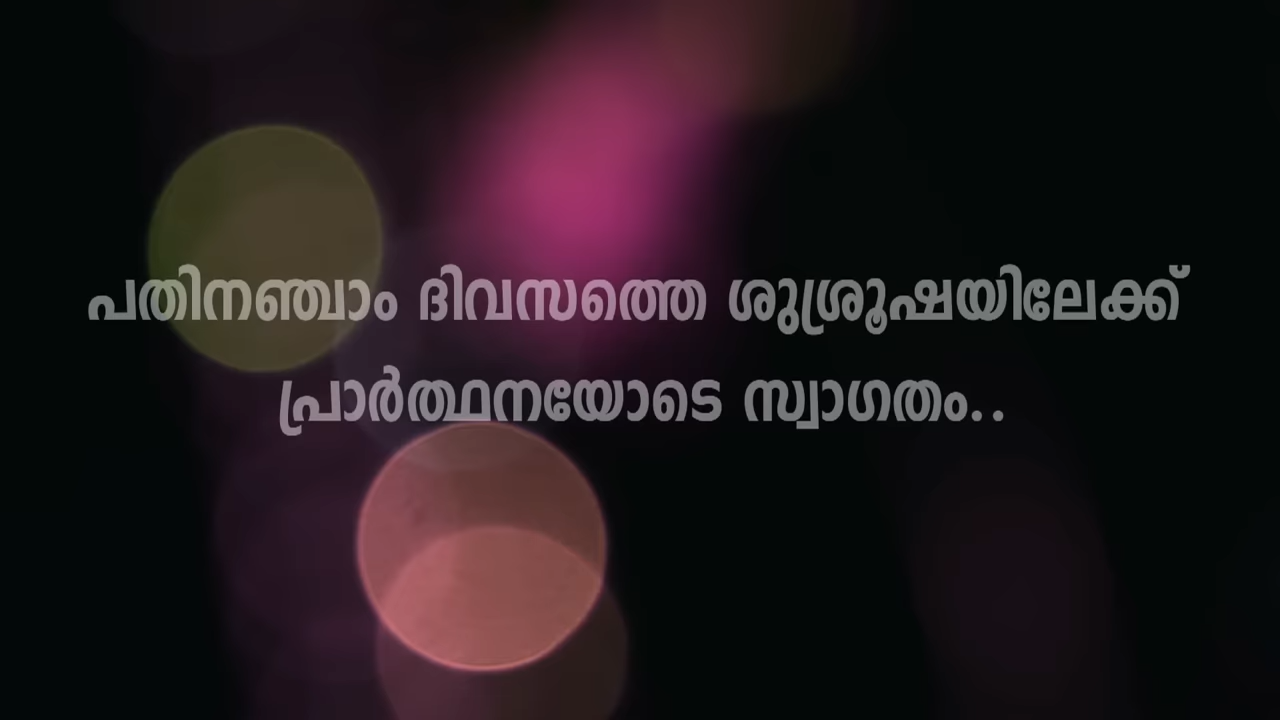 പതിനഞ്ചാം ദിവസത്തെ ശുശ്രൂഷയിലേക്ക്
പ്രാർത്ഥനയോടെ സ്വാഗതം..